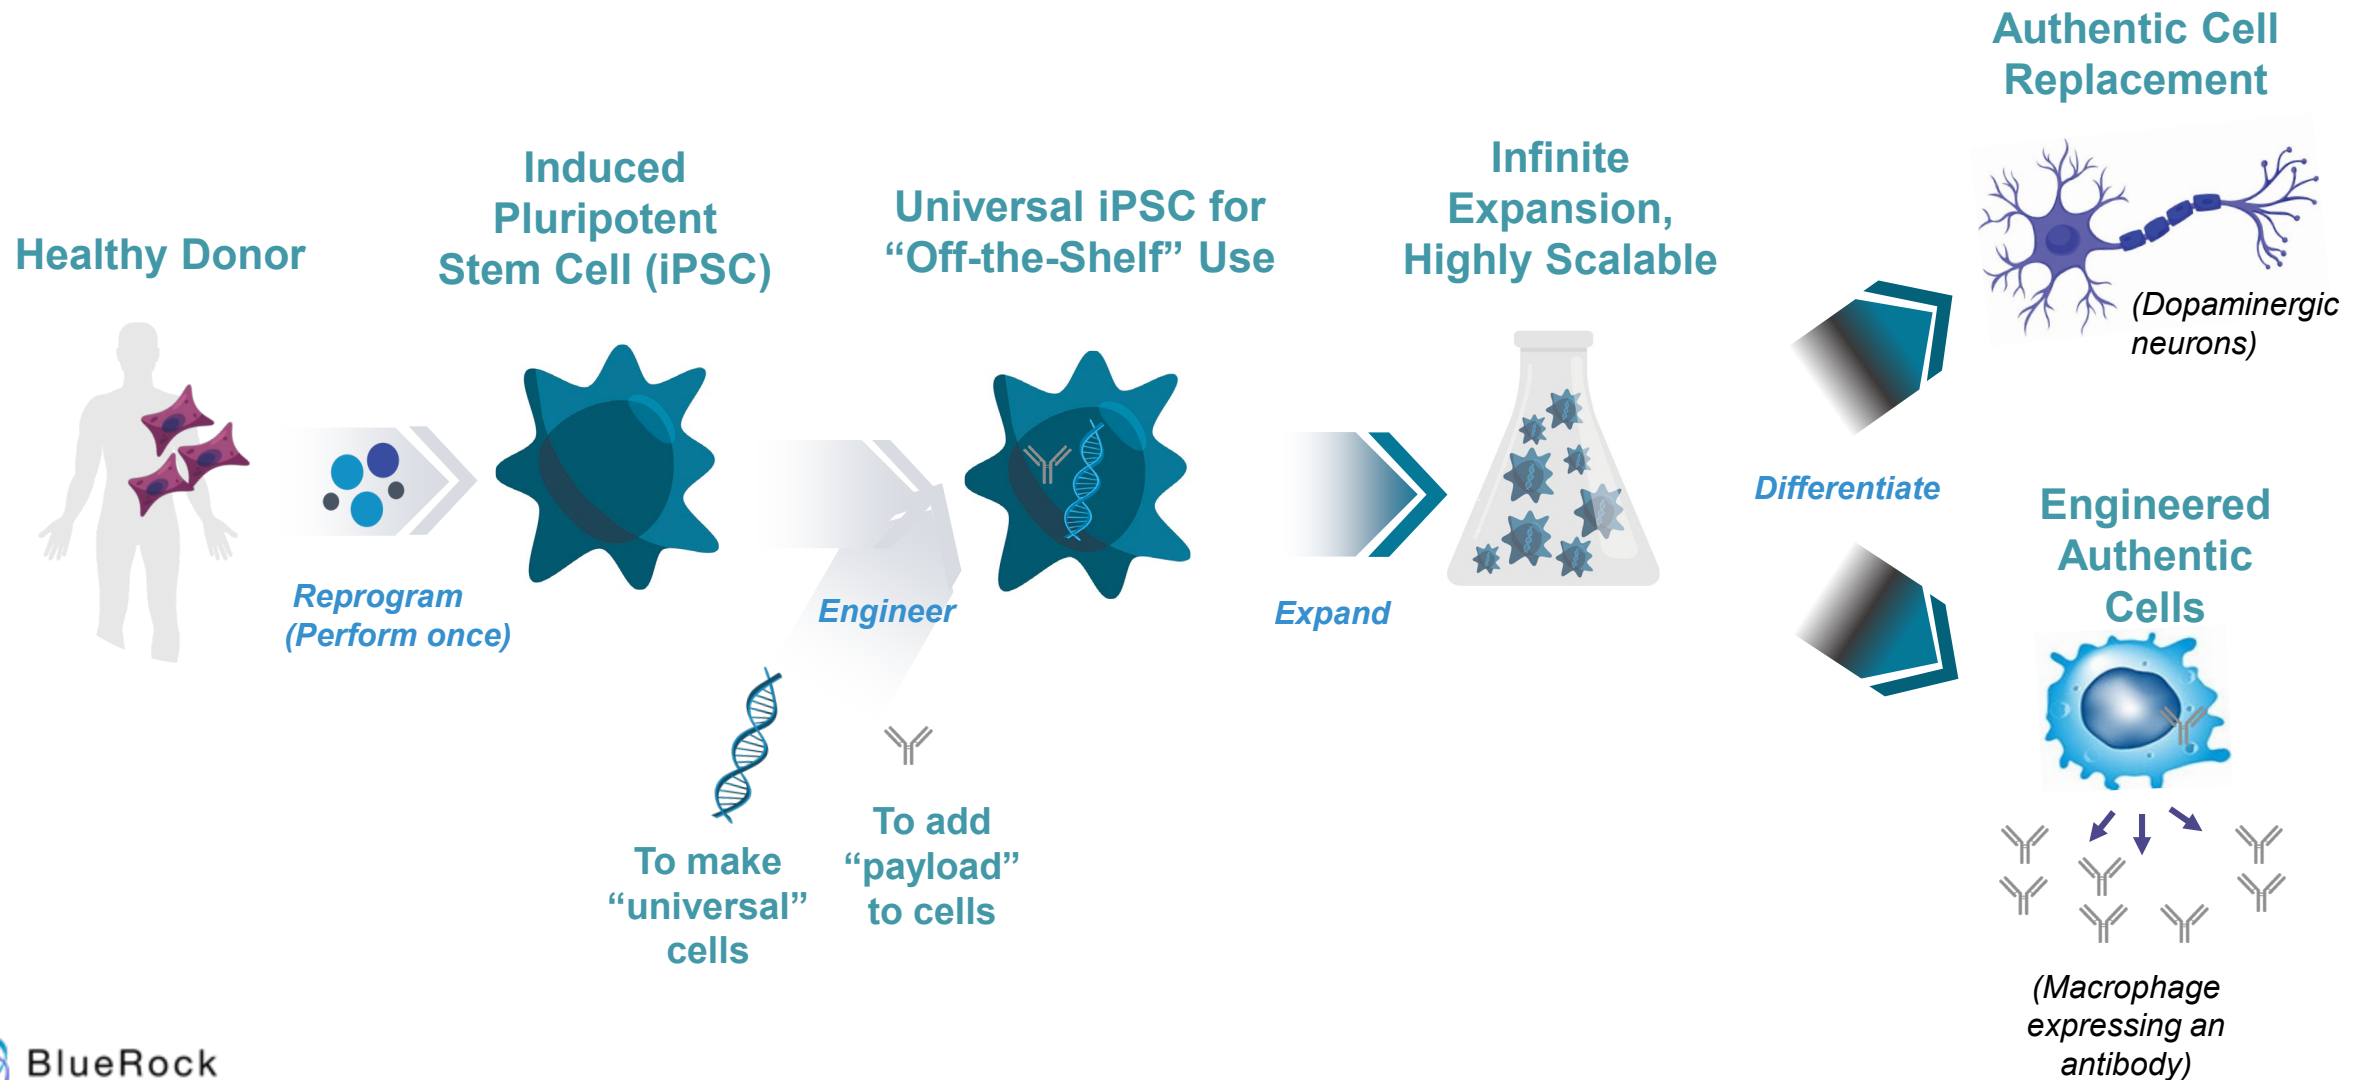 Healthy Donor
Reprogram
(Perform once)
Induced
Pluripotent
Stem Cell (iPSC)
Engineer
To make
“universal”
cells
To add
“payload”
to cells
Universal iPSC for
“Off-the-Shelf” Use
Expand
Infinite
Expansion,
Highly Scalable
Differentiate
Authentic Cell
Replacement
(Dopaminergic
neurons)
Engineered
Authentic
Cells
(Macrophage
expressing an
antibody)
BlueRock